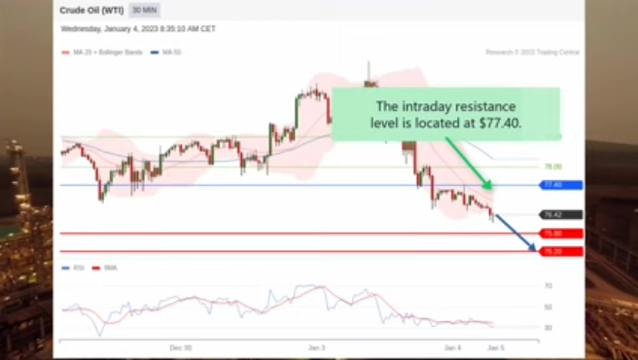 Crude Oil (WTI) 30 MIN
Wednesday, January 4, 2023 8:35:10 AM CET
MA 20 + Bollinger Bands MA 50
Research © 2023 Trading Central
The intraday resistance
level is located at $77.40.
78.00
77.40
76.42
75.80
75.20
RSI 9MA
70
50
30
Dec 30 Jan 3 Jan 4 Jan 5